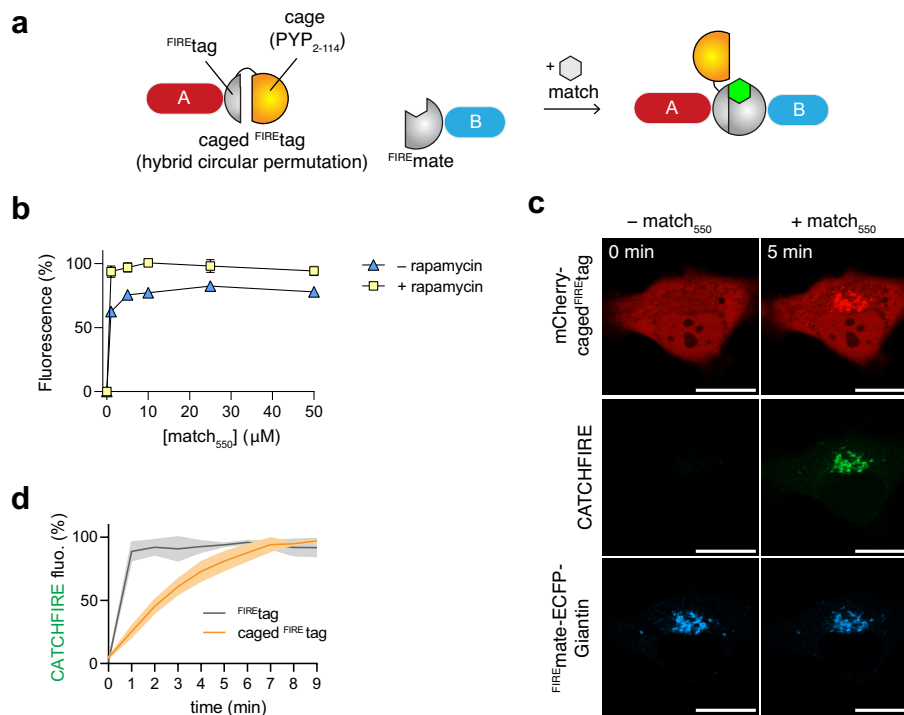 a
FIREtag
cage
(PYP2-114)
A
caged FIREtag
(hybrid circular permutation)
FIREmate
B
+
match
A
B
b
Fluorescence (%)
100
50
0
0 10 20 30 40 50
[match550] (µM)
– rapamycin
+ rapamycin
c
– match550
+ match550
0 min
5 min
mCherry-
cagedFIREtag
CATCHFIRE
FIREmate-ECFP-
Giantin
d
CATCHFIRE fluo. (%)
100
50
0
0 1 2 3 4 5 6 7 8 9
time (min)
FIREtag
caged FIRE tag